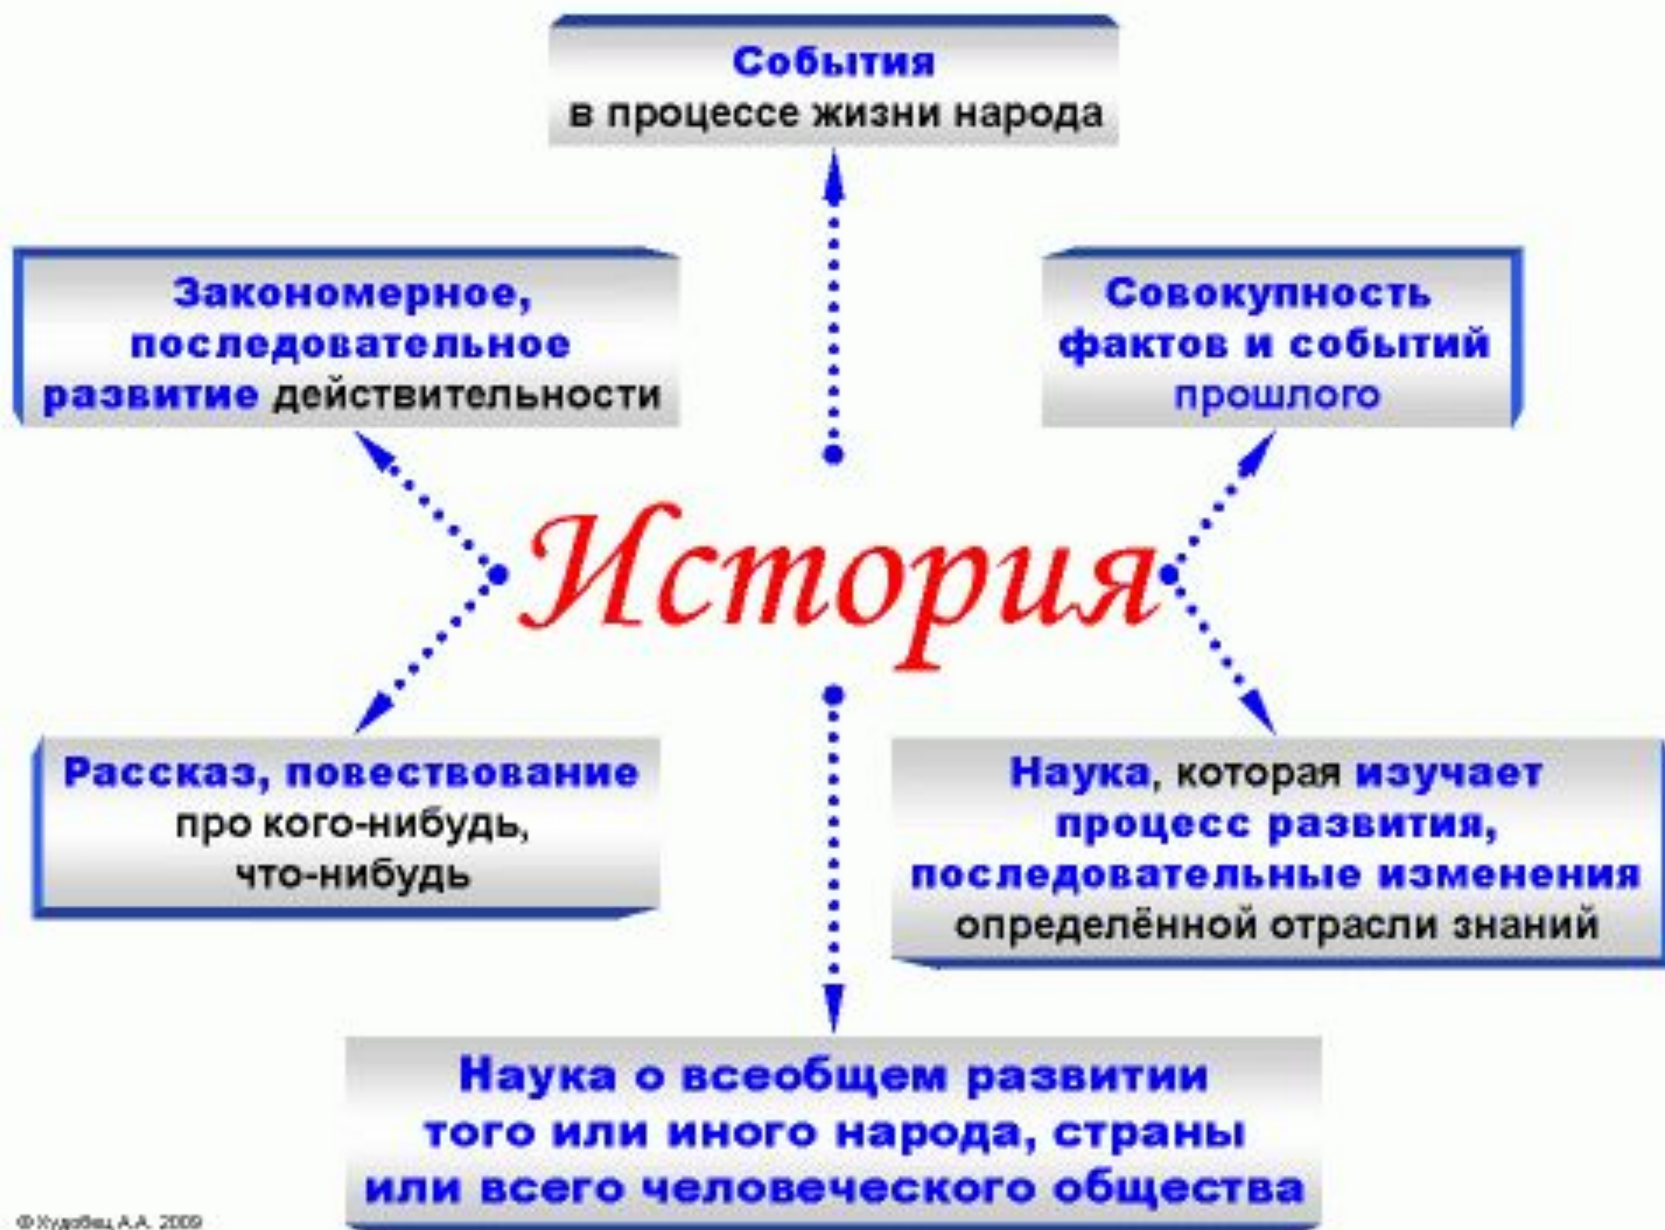 События
в процессе жизни народа
Закономерное,
последовательное
развитие действительности
Совокупность
фактов и событий
прошлого
История
Рассказ, повествование
про кого-нибудь,
что-нибудь
Наука, которая изучает
процесс развития,
последовательные изменения
определённой отрасли знаний
Наука о всеобщем развитии
того или иного народа, страны
или всего человеческого общества
© Худобец А.А. 2009